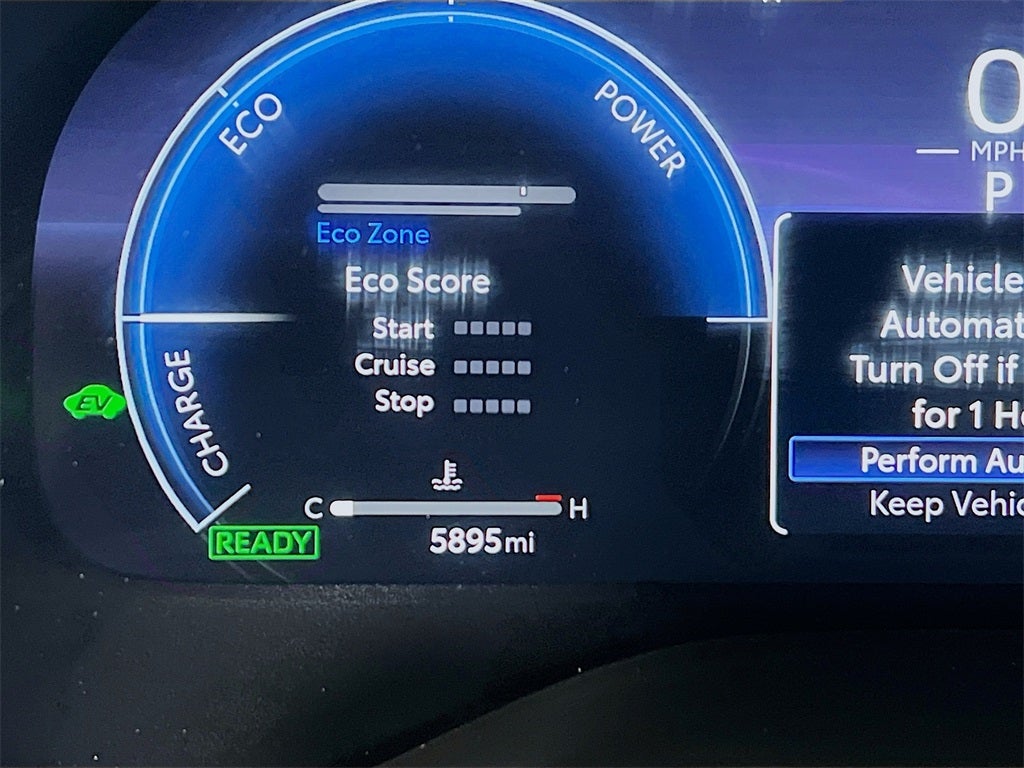 ECO
POWER
0
MPH
P
Eco Zone
Eco Score
Start
Cruise
Stop
CHARGE
EV
C
H
READY
5895mi
Vehicle
Automat
Turn Off if
for 1 H
Perform Au
Keep Vehic